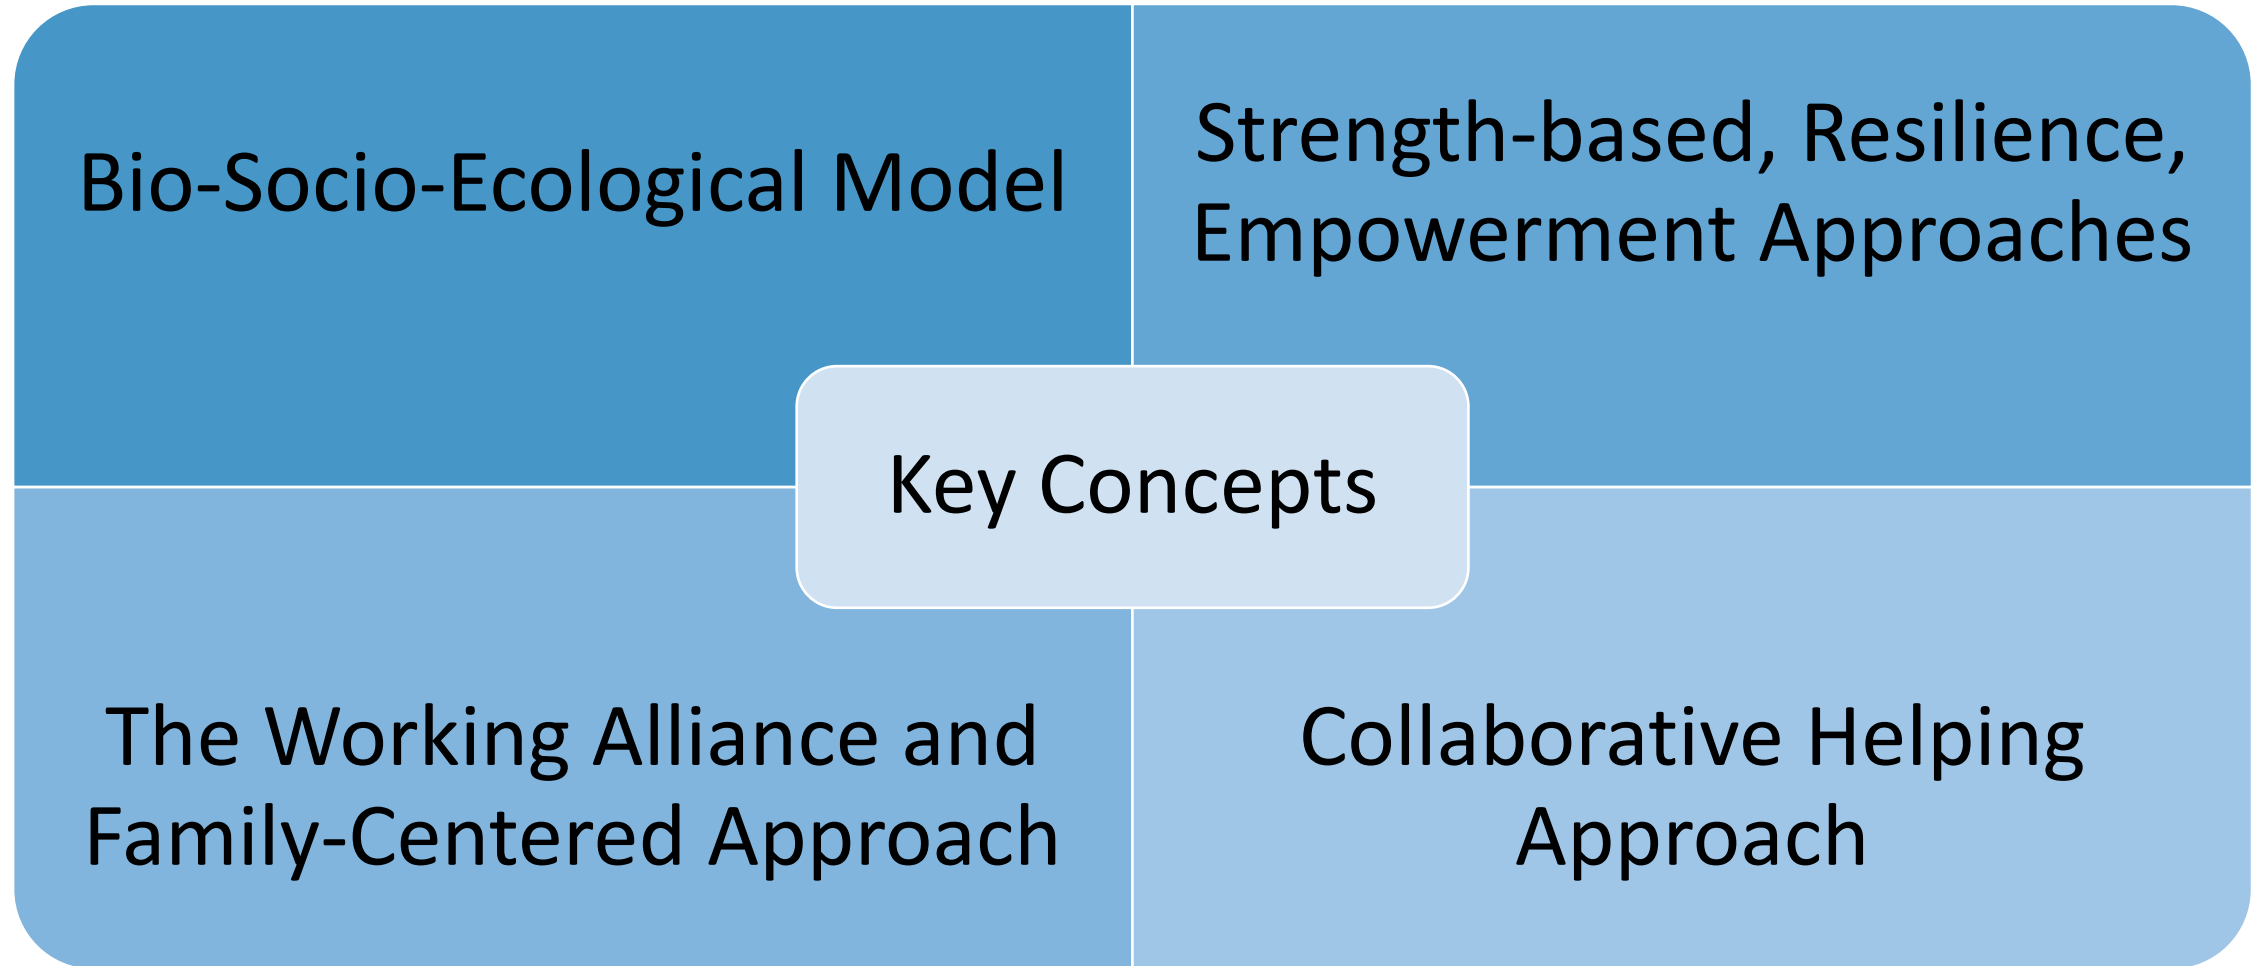 Bio-Socio-Ecological Model
Strength-based, Resilience,
Empowerment Approaches
Key Concepts
The Working Alliance and
Family-Centered Approach
Collaborative Helping
Approach